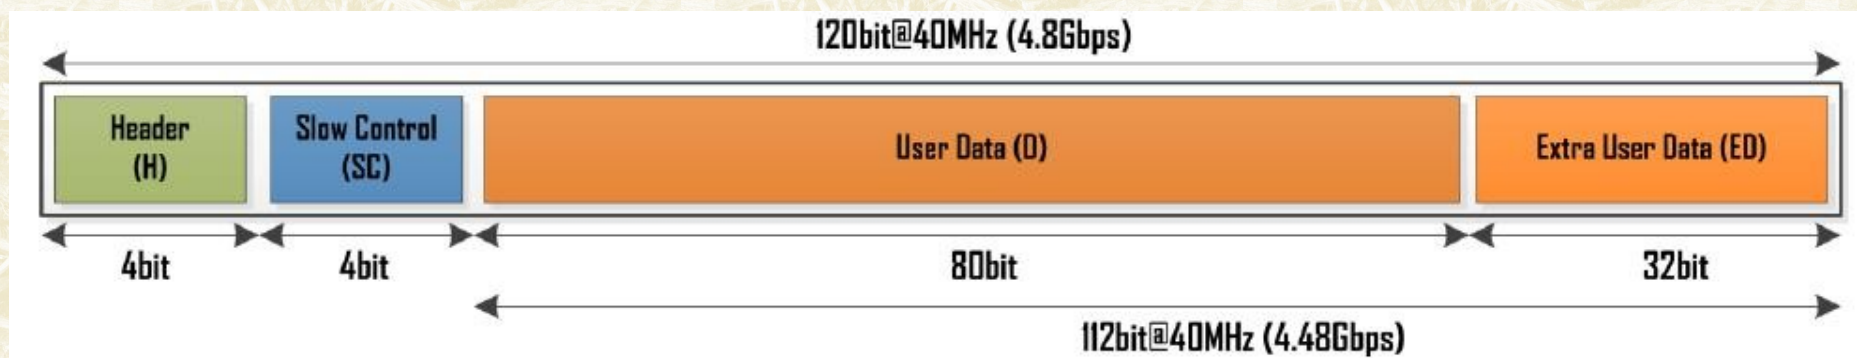 120bit@40MHz (4.8Gbps)
Header
(H)
Slow Control
(SC)
User Data (D)
Extra User Data (ED)
4bit
4bit
80bit
32bit
112bit@40MHz (4.48Gbps)